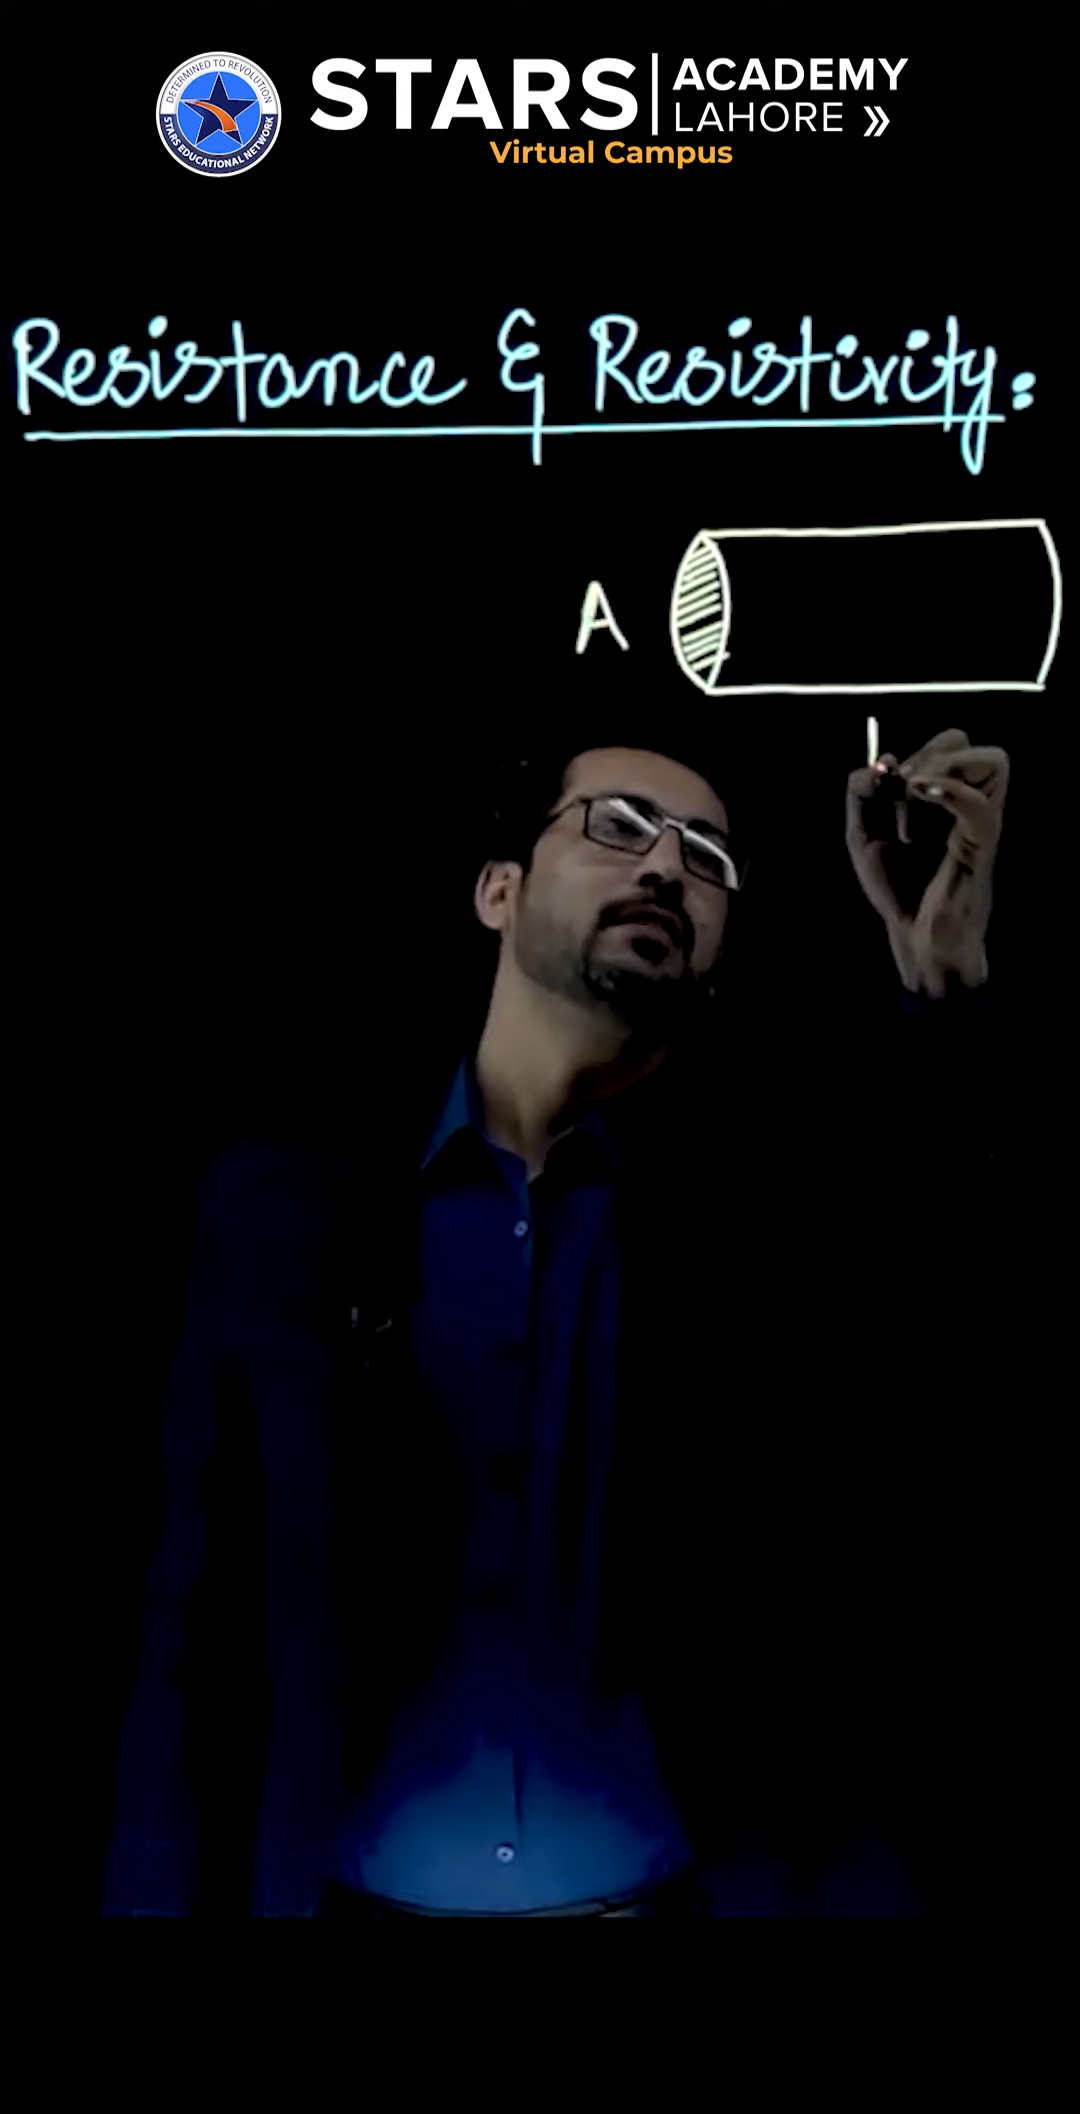 DETERMINED TO REVOLUTION
STARS EDUCATIONAL NETWORK
STARS
ACADEMY
LAHORE »
Virtual Campus
Resistance & Resistivity:
A